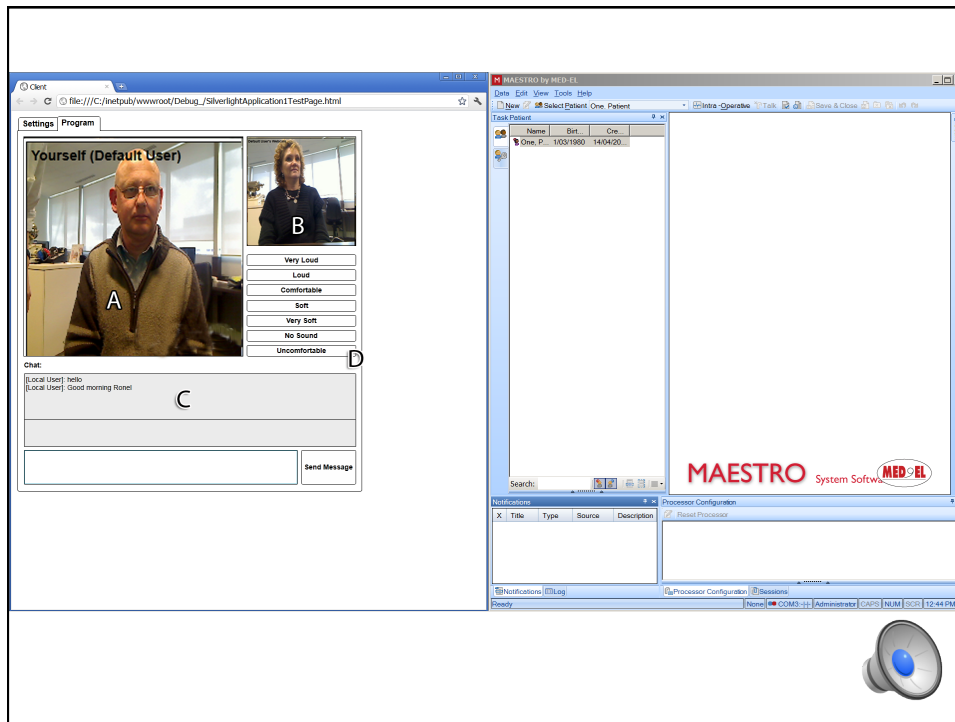 Client
file:///C:/inetpub/wwwroot/Debug_/SilverlightApplication1TestPage.html
Settings Program
Yourself (Default User)
A
B
Very Loud
Loud
Comfortable
Soft
Very Soft
No Sound
Uncomfortable
D
Chat:
[Local User]: hello
[Local User]: Good morning Ronel
C
Send Message
M MAESTRO by MED-EL
Data Edit View Tools Help
New Select Patient One, Patient Intra-Operative Talk Save & Close
Task Patient
Name Birt... Cre...
One, P... 1/03/1980 14/04/20...
MAESTRO System Softwa
MED-EL
Search:
Notifications
X Title Type Source Description
Processor Configuration
Reset Processor
Notifications Log
Processor Configuration Sessions
Ready None COM3:-|- Administrator CAPS NUM SCR 12:44 PM